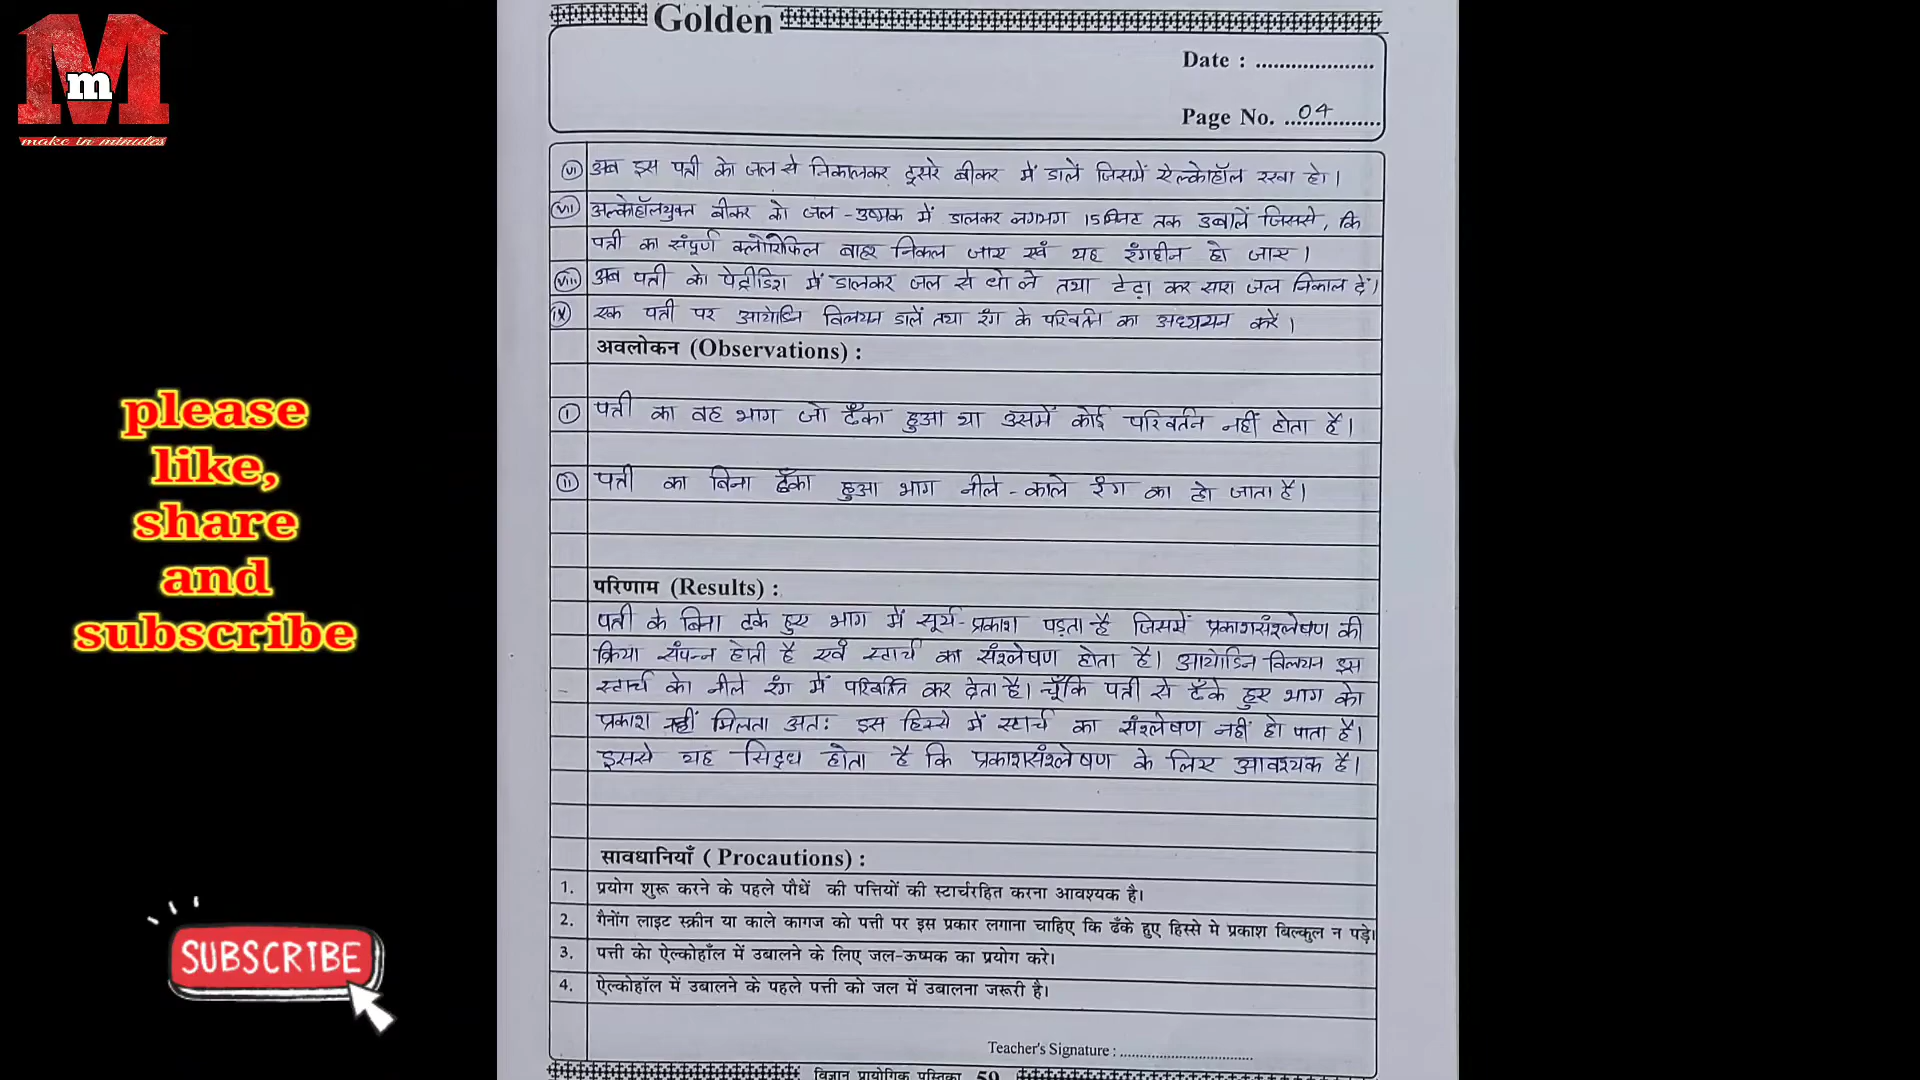 M
m
make in minutes
please
like,
share
and
subscribe
SUBSCRIBE
Golden
Date : ....................
Page No. ...04............
(vi) अब इस पत्ती को जल से निकालकर दूसरे बीकर में डालें जिसमें ऐल्कोहॉल रखा हो।
(vii) अल्कोहॉलयुक्त बीकर को जल-उष्मक में डालकर लगभग 15 मिनट तक उबालें जिससे, कि
पत्ती का संपूर्ण क्लोरोफिल बाहर निकल जाए एवं यह रंगहीन हो जाए।
(viii) अब पत्ती को पेट्रीडिश में डालकर जल से धो लें तथा टेढ़ा कर सारा जल निकाल दें।
(ix) एक पत्ती पर आयोडिन विलयन डालें तथा रंग के परिवर्तन का अध्ययन करें।
अवलोकन (Observations) :
(i) पत्ती का वह भाग जो ढँका हुआ था उसमें कोई परिवर्तन नहीं होता है।
(ii) पत्ती का बिना ढँका हुआ भाग नीले-काले रंग का हो जाता है।
परिणाम (Results) :
पत्ती के बिना ढके हुए भाग में सूर्य-प्रकाश पड़ता है जिसमें प्रकाशसंश्लेषण की
क्रिया संपन्न होती है एवं स्टार्च का संश्लेषण होता है। आयोडिन विलयन इस
स्टार्च को नीले रंग में परिवर्तित कर देता है। चूँकि पत्ती से ढँके हुए भाग को
प्रकाश नहीं मिलता अतः इस हिस्से में स्टार्च का संश्लेषण नहीं हो पाता है।
इससे यह सिद्ध होता है कि प्रकाशसंश्लेषण के लिए आवश्यक है।
सावधानियाँ ( Procautions) :
1. प्रयोग शुरू करने के पहले पौधें की पत्तियों की स्टार्चरहित करना आवश्यक है।
2. गैनोंग लाइट स्क्रीन या काले कागज को पत्ती पर इस प्रकार लगाना चाहिए कि ढँके हुए हिस्से मे प्रकाश बिल्कुल न पड़े।
3. पत्ती को ऐल्कोहाँल में उबालने के लिए जल-ऊष्मक का प्रयोग करे।
4. ऐल्कोहॉल में उबालने के पहले पत्ती को जल में उबालना जरूरी है।
Teacher's Signature : .................................
विज्ञान प्रायोगिक पुस्तिका 50